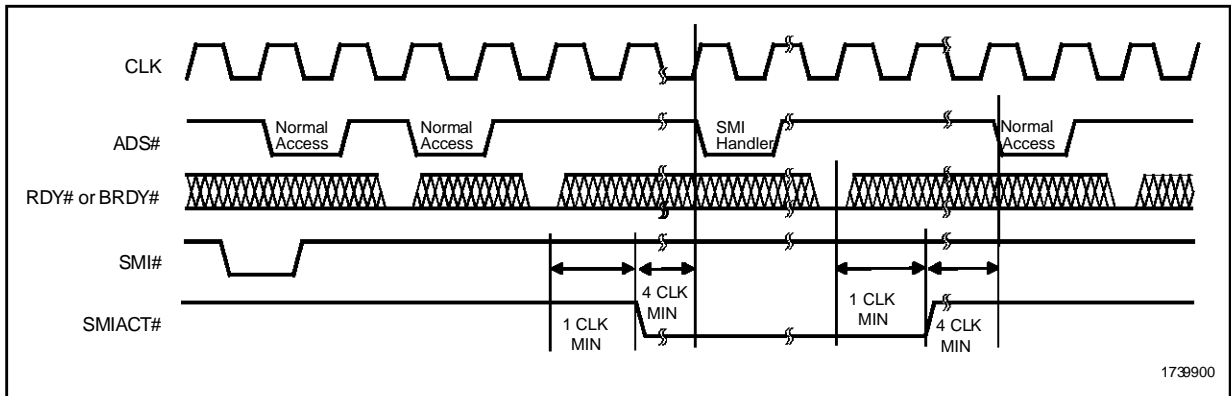 CLK
ADS#
Normal
Access
Normal
Access
SMI
Handler
Normal
Access
RDY# or BRDY#
SMI#
SMIACT#
1 CLK
MIN
4 CLK
MIN
1 CLK
MIN
4 CLK
MIN
1739900